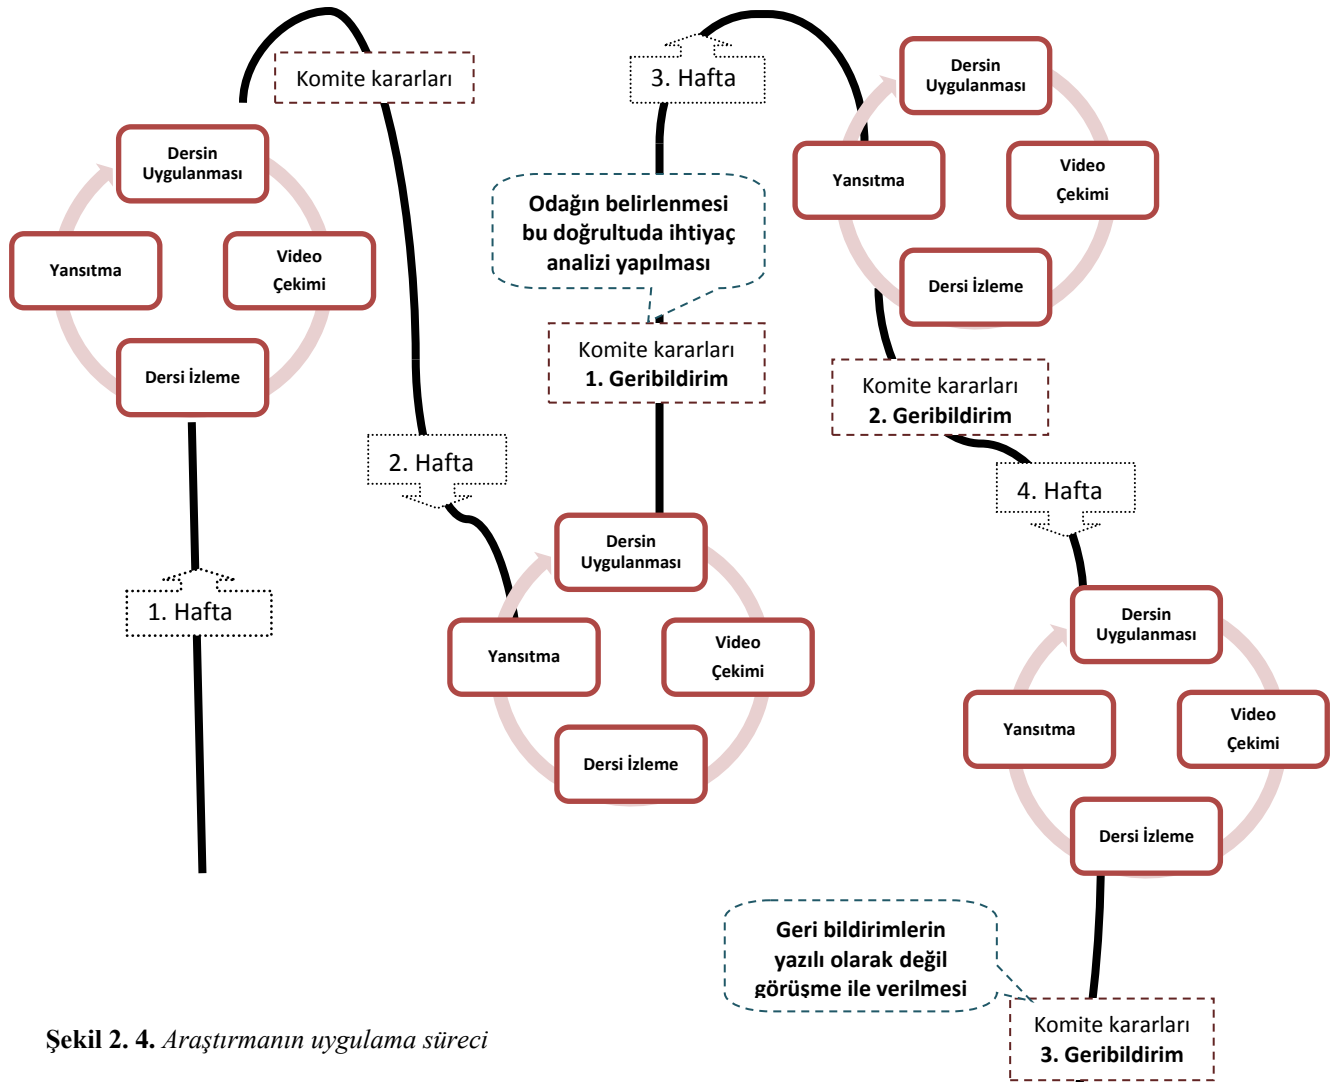 1. Hafta
Dersin
Uygulanması
Video
Çekimi
Dersi İzleme
Yansıtma
Komite kararları
2. Hafta
Dersin
Uygulanması
Video
Çekimi
Dersi İzleme
Yansıtma
Komite kararları
1. Geribildirim
Odağın belirlenmesi
bu doğrultuda ihtiyaç
analizi yapılması
3. Hafta
Dersin
Uygulanması
Video
Çekimi
Dersi İzleme
Yansıtma
Komite kararları
2. Geribildirim
4. Hafta
Dersin
Uygulanması
Video
Çekimi
Dersi İzleme
Yansıtma
Geri bildirimlerin
yazılı olarak değil
görüşme ile verilmesi
Komite kararları
3. Geribildirim
Şekil 2. 4. Araştırmanın uygulama süreci